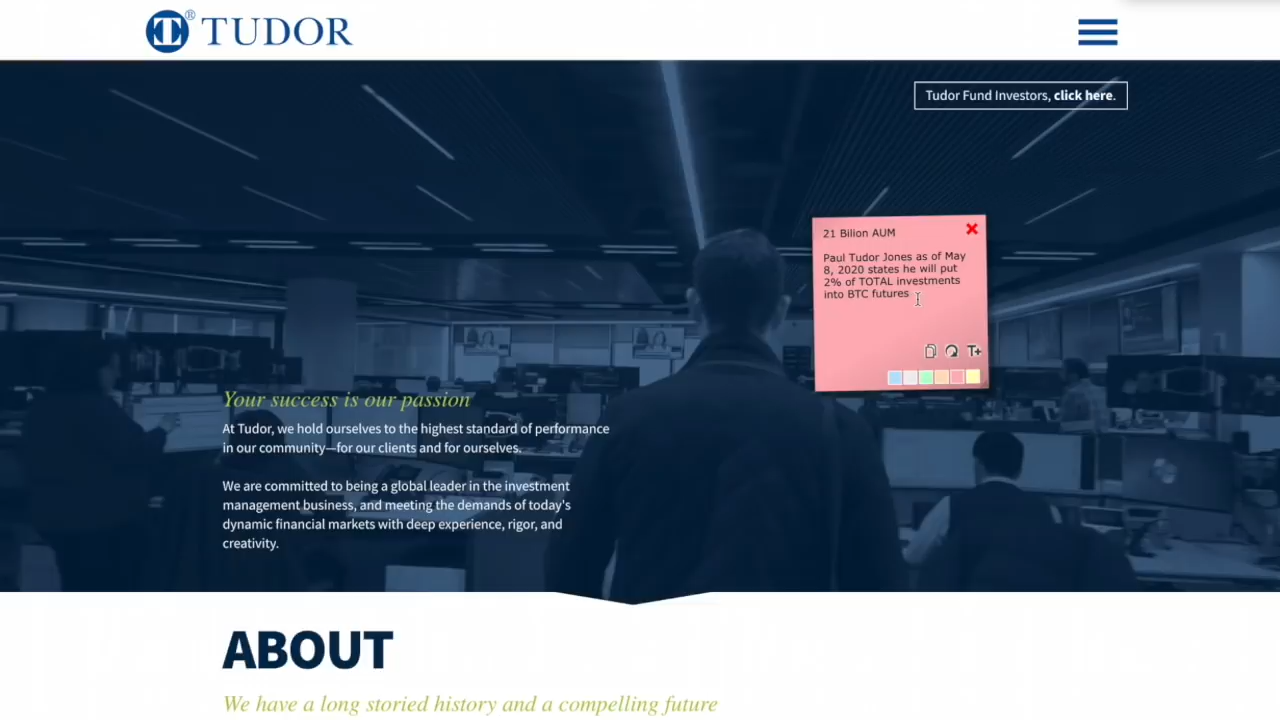 TUDOR
Tudor Fund Investors, click here.
21 Bilion AUM
Paul Tudor Jones as of May
8, 2020 states he will put
2% of TOTAL investments
into BTC futures
T+
Your success is our passion
At Tudor, we hold ourselves to the highest standard of performance
in our community—for our clients and for ourselves.
We are committed to being a global leader in the investment
management business, and meeting the demands of today's
dynamic financial markets with deep experience, rigor, and
creativity.
ABOUT
We have a long storied history and a compelling future